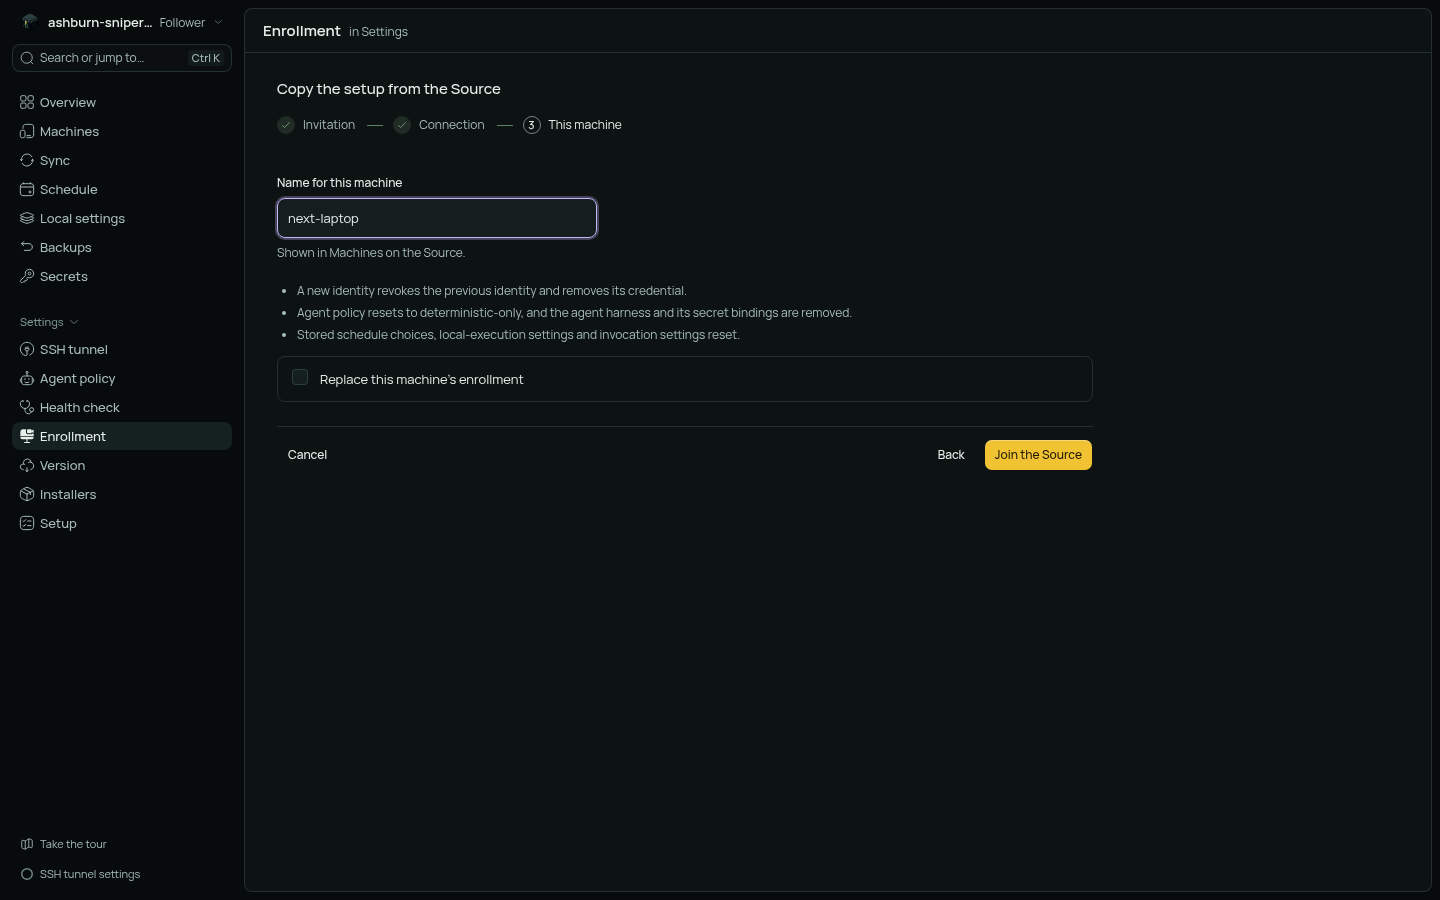 ashburn-sniper... Follower
Search or jump to... Ctrl K
Overview
Machines
Sync
Schedule
Local settings
Backups
Secrets
Settings
SSH tunnel
Agent policy
Health check
Enrollment
Version
Installers
Setup
Take the tour
SSH tunnel settings
Enrollment in Settings
Copy the setup from the Source
Invitation — Connection — 3 This machine
Name for this machine
next-laptop
Shown in Machines on the Source.
• A new identity revokes the previous identity and removes its credential.
• Agent policy resets to deterministic-only, and the agent harness and its secret bindings are removed.
• Stored schedule choices, local-execution settings and invocation settings reset.
Replace this machine's enrollment
Cancel Back Join the Source